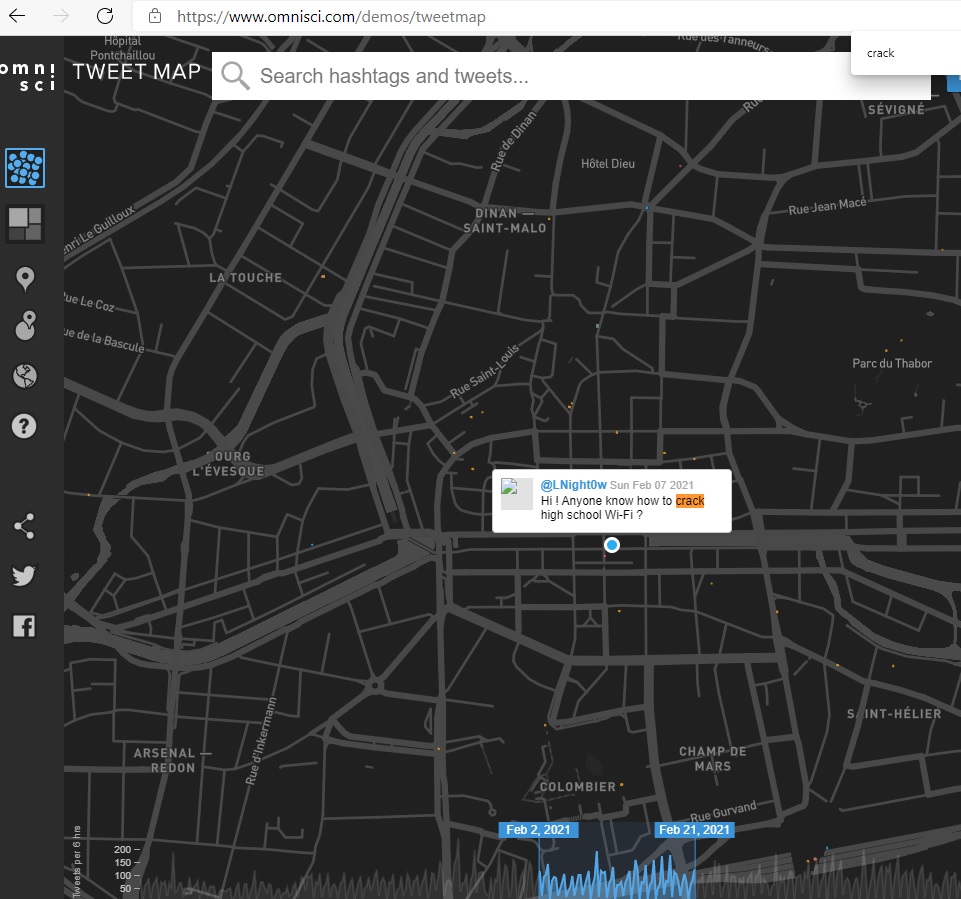 https://www.omnisci.com/demos/tweetmap
crack
Hôpital
Pontchaillou
Rue des Tanneurs
omni
sci
TWEET MAP
Search hashtags and tweets...
SÉVIGNÉ
Rue de Dinan
Rue
Hôtel Dieu
Rue Jean Macé
DINAN —
SAINT-MALO
enri Le Guilloux
LA TOUCHE
ue Le Coz
ue de la Bascule
Rue Saint-Louis
Parc du Thabor
?
BOURG
L'ÉVESQUE
@LNight0w Sun Feb 07 2021
Hi ! Anyone know how to crack
high school Wi-Fi ?
SAINT-HÉLIER
ARSENAL —
REDON
Rue d'Inkermann
CHAMP DE
MARS
COLOMBIER
Rue Gurvand
Feb 2, 2021
Feb 21, 2021
Tweets per 6 hrs
200
150
100
50